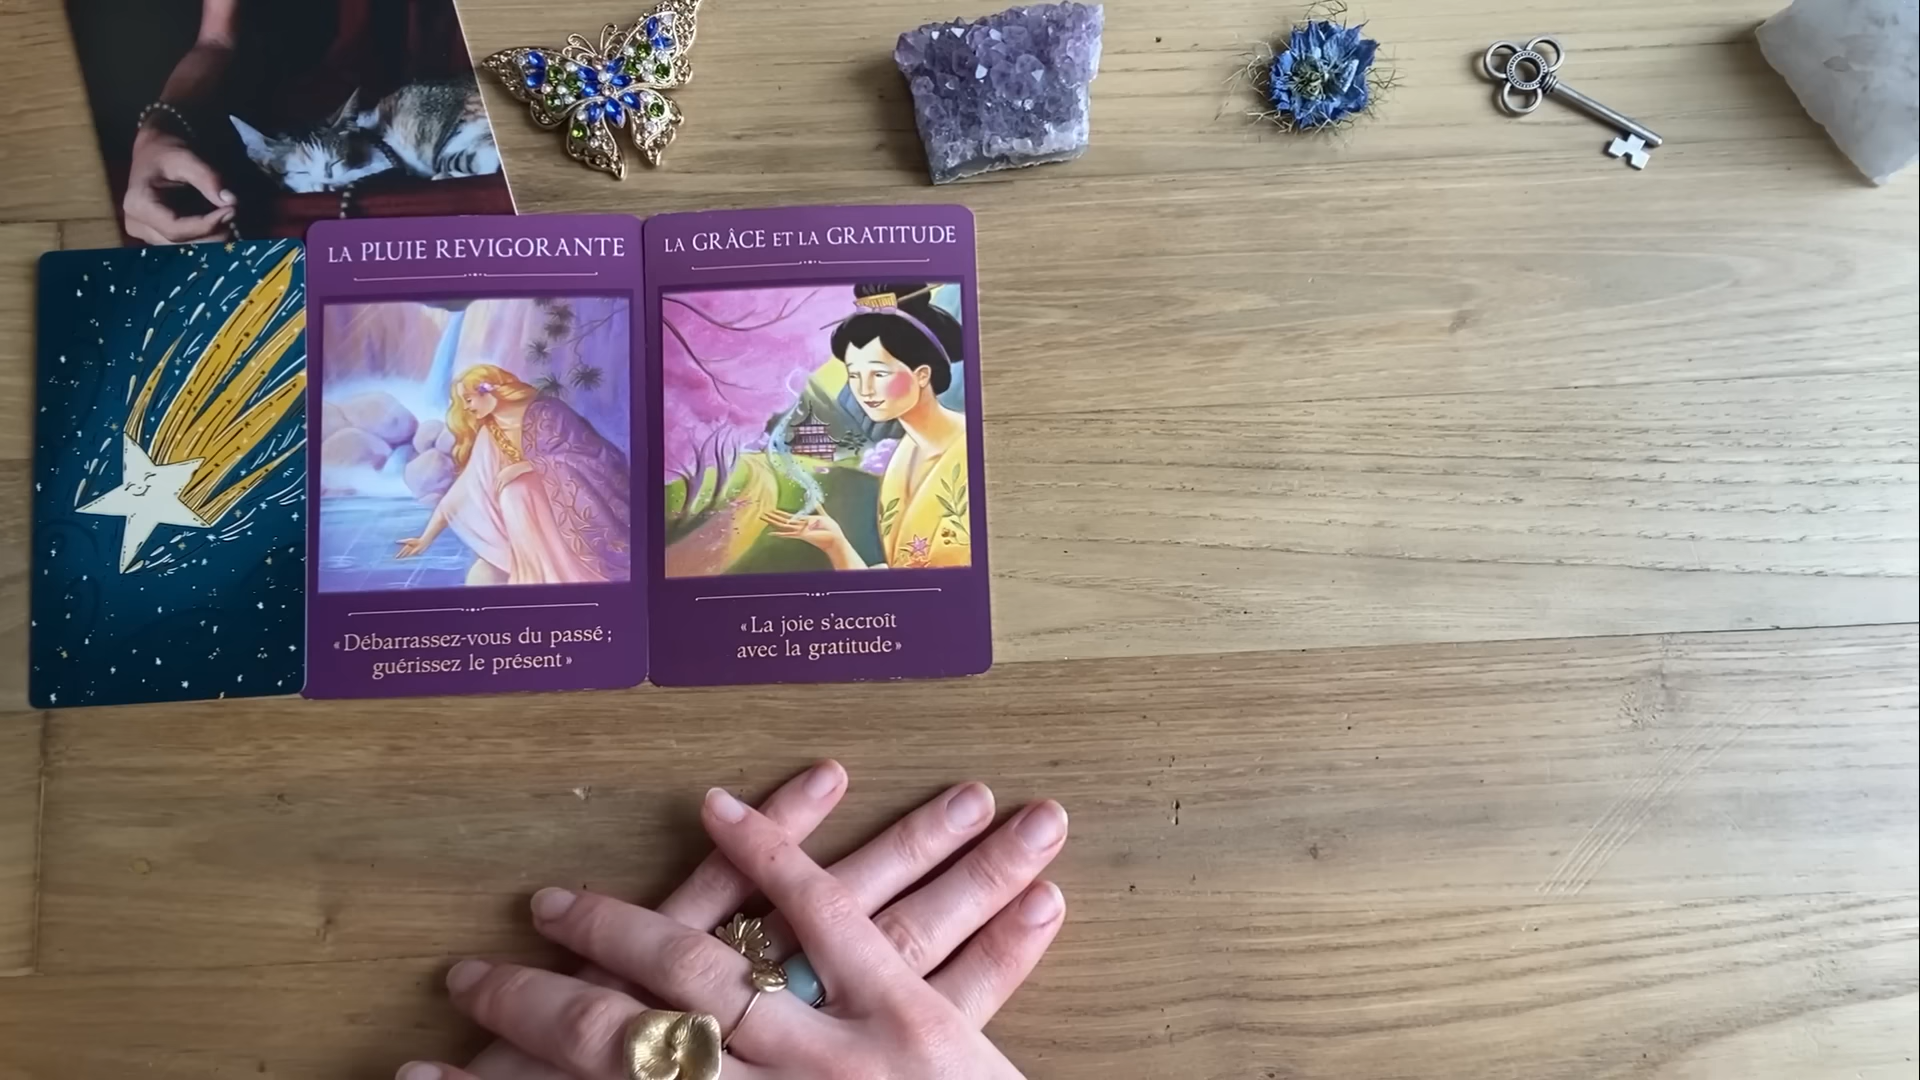 LA PLUIE REVIGORANTE
«Débarrassez-vous du passé ;
guérissez le présent»
LA GRÂCE ET LA GRATITUDE
«La joie s'accroît
avec la gratitude»